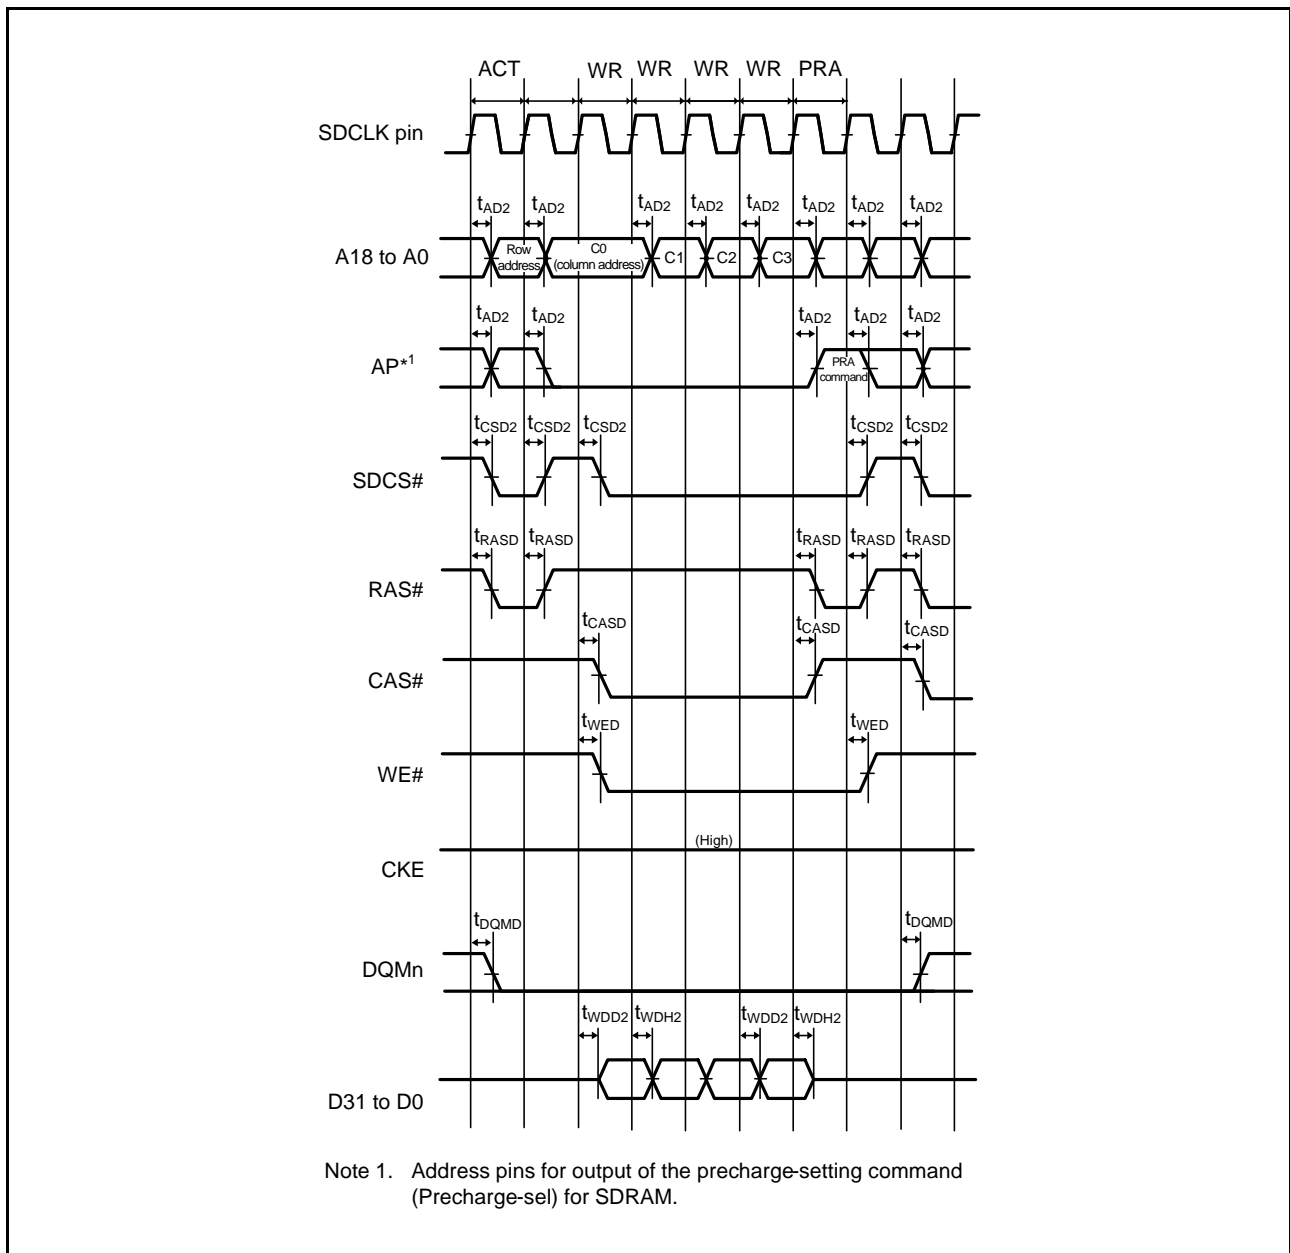 ACT WR WR WR WR PRA
SDCLK pin
tAD2 tAD2 tAD2 tAD2 tAD2 tAD2 tAD2 tAD2
A18 to A0
Row address
C0 (column address)
C1 C2 C3
tAD2 tAD2 tAD2 tAD2 tAD2
AP*1
PRA command
tCSD2 tCSD2 tCSD2 tCSD2 tCSD2
SDCS#
tRASD tRASD tRASD tRASD tRASD
RAS#
tCASD tCASD tCASD
CAS#
tWED tWED
WE#
(High)
CKE
tDQMD tDQMD
DQMn
tWDD2 tWDH2 tWDD2 tWDH2
D31 to D0
Note 1. Address pins for output of the precharge-setting command
(Precharge-sel) for SDRAM.